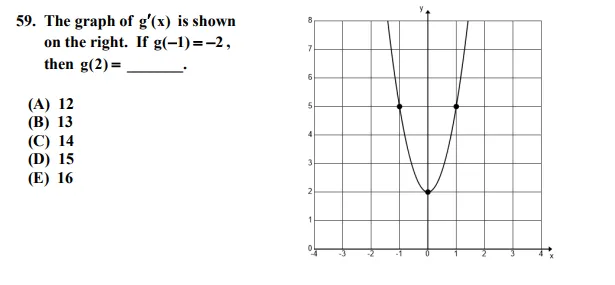 59. The graph of g′(x) is shown
on the right. If g(−1) = −2 ,
then g(2) = ________.
(A) 12
(B) 13
(C) 14
(D) 15
(E) 16
y
8
7
6
5
4
3
2
1
0
-4 -3 -2 -1 0 1 2 3 4 x